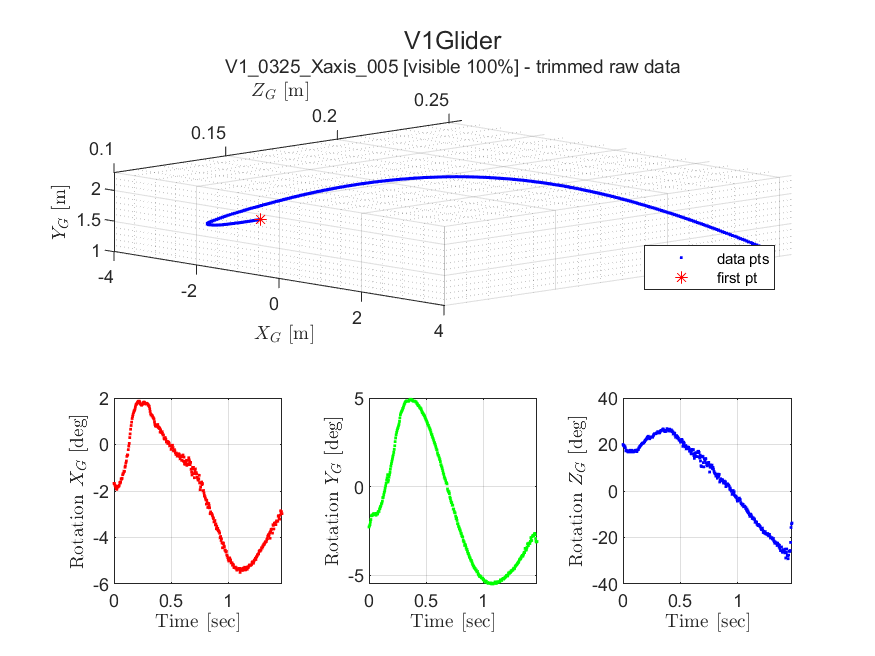 V1Glider
V1_0325_Xaxis_005 [visible 100%] - trimmed raw data
Z_G [m]
0.1 0.15 0.2 0.25
Y_G [m]
2
1.5
1
-4 -2 0 2 4
X_G [m]
data pts
first pt
Rotation X_G [deg]
2
0
-2
-4
-6
0 0.5 1
Time [sec]
Rotation Y_G [deg]
5
0
-5
0 0.5 1
Time [sec]
Rotation Z_G [deg]
40
20
0
-20
-40
0 0.5 1
Time [sec]